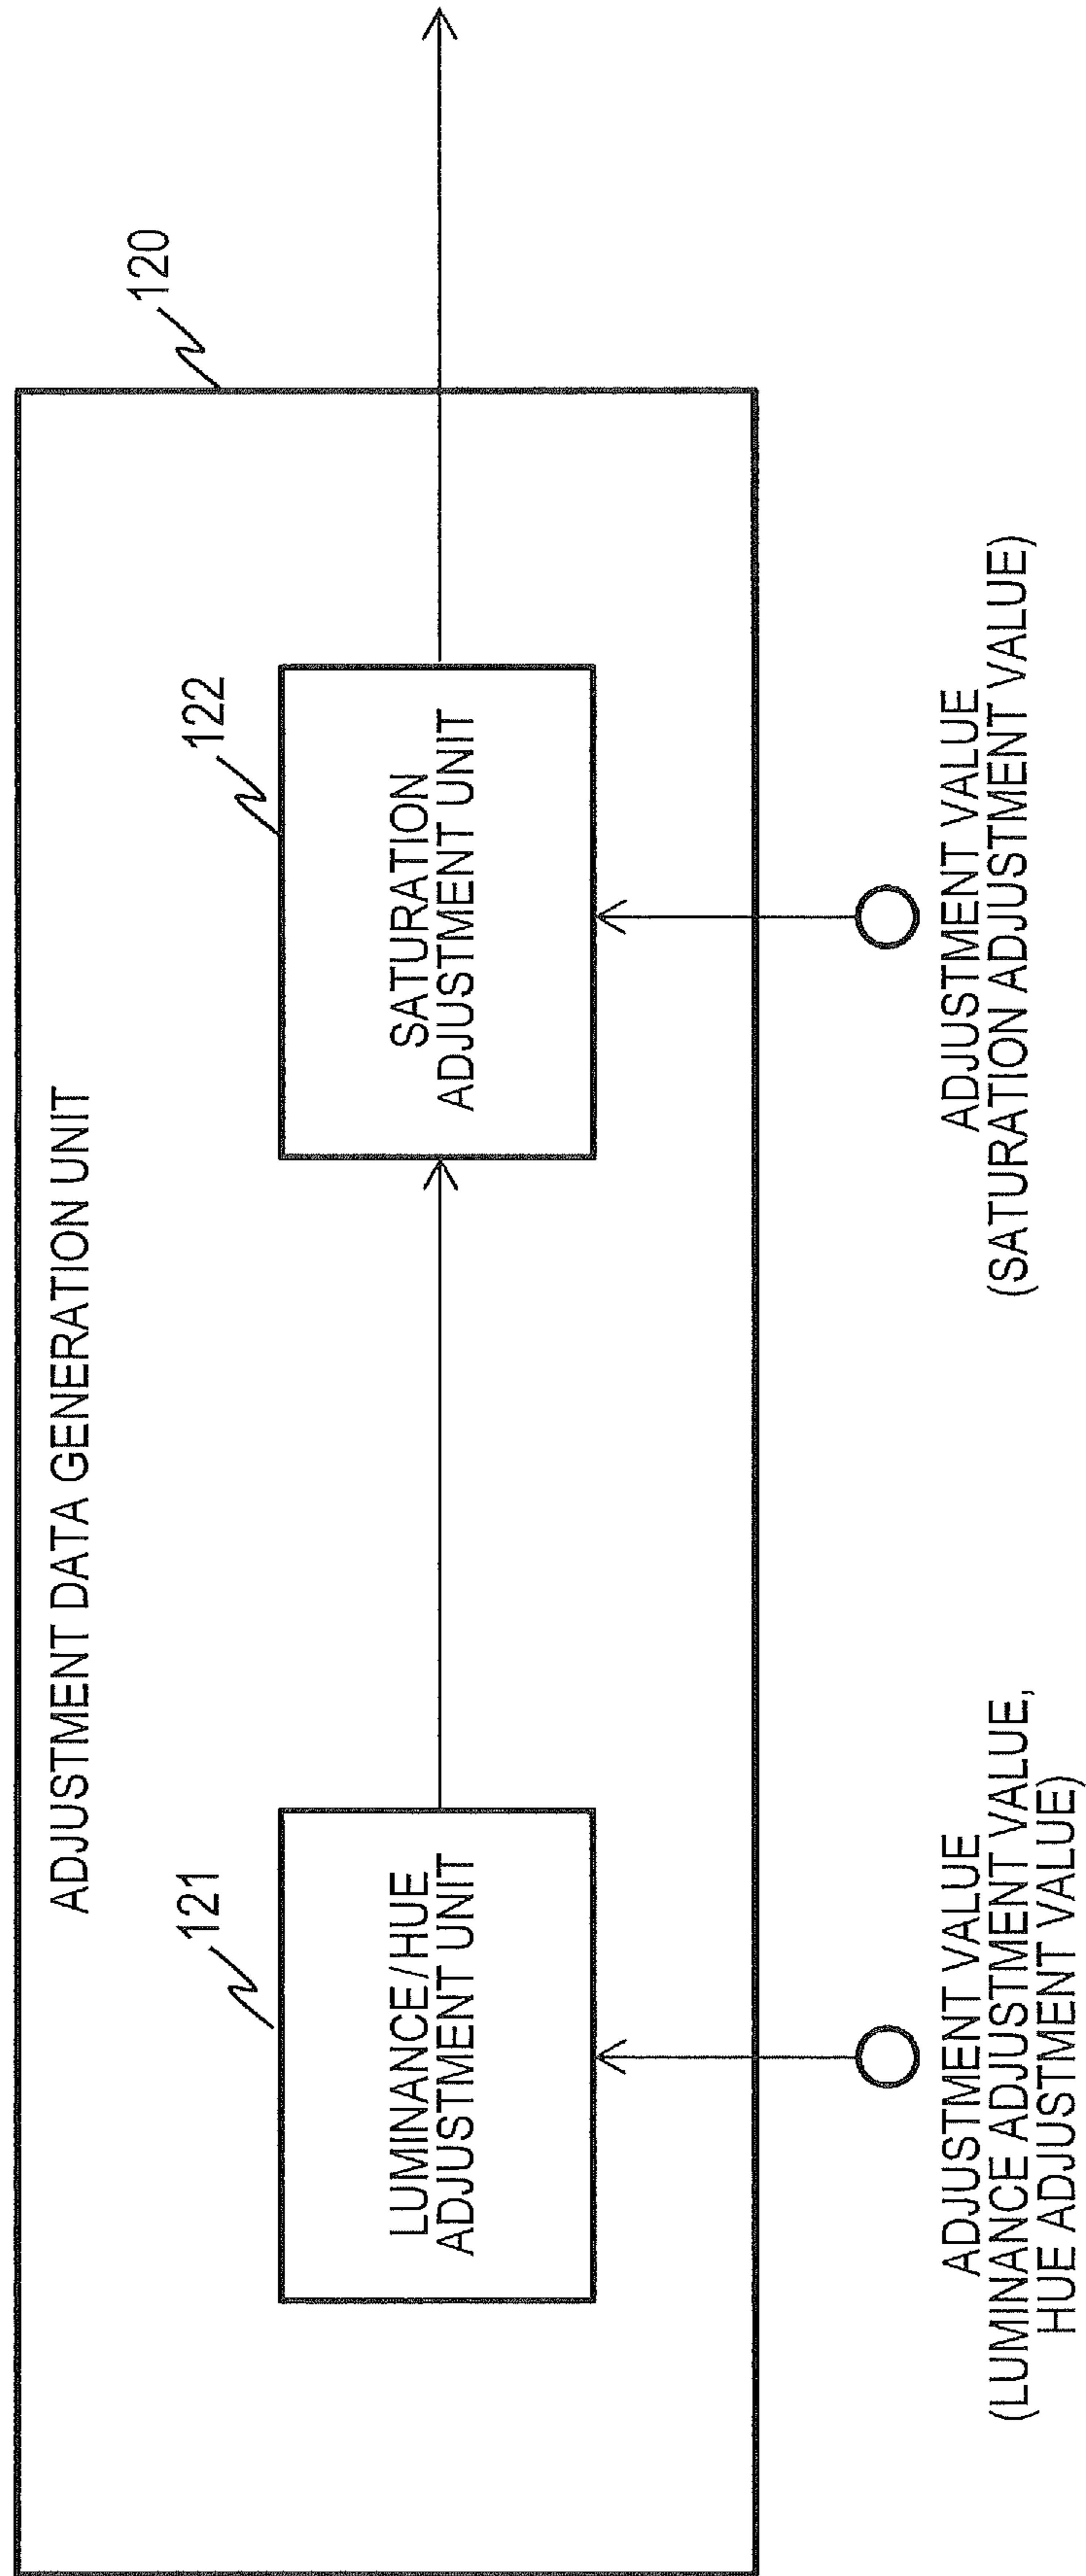 ADJUSTMENT DATA GENERATION UNIT
120
121
LUMINANCE/HUE
ADJUSTMENT UNIT
122
SATURATION
ADJUSTMENT UNIT
ADJUSTMENT VALUE
(LUMINANCE ADJUSTMENT VALUE,
HUE ADJUSTMENT VALUE)
ADJUSTMENT VALUE
(SATURATION ADJUSTMENT VALUE)